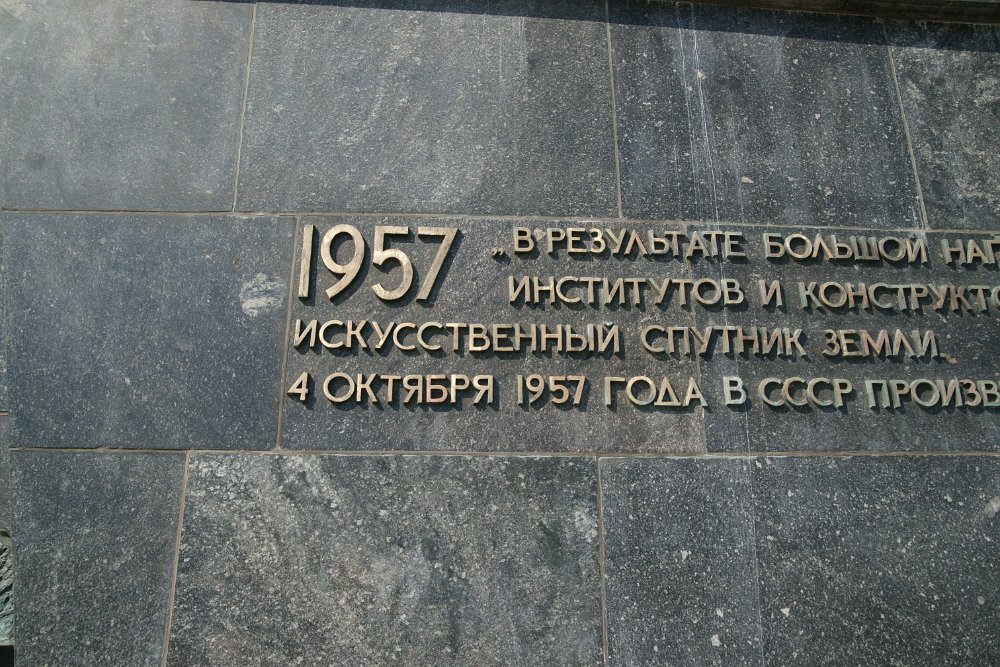 1957 „В РЕЗУЛЬТАТЕ БОЛЬШОЙ
ИНСТИТУТОВ И
ИСКУССТВЕННЫЙ СПУТНИК ЗЕМЛИ.
4 ОКТЯБРЯ 1957 ГОДА В СССР